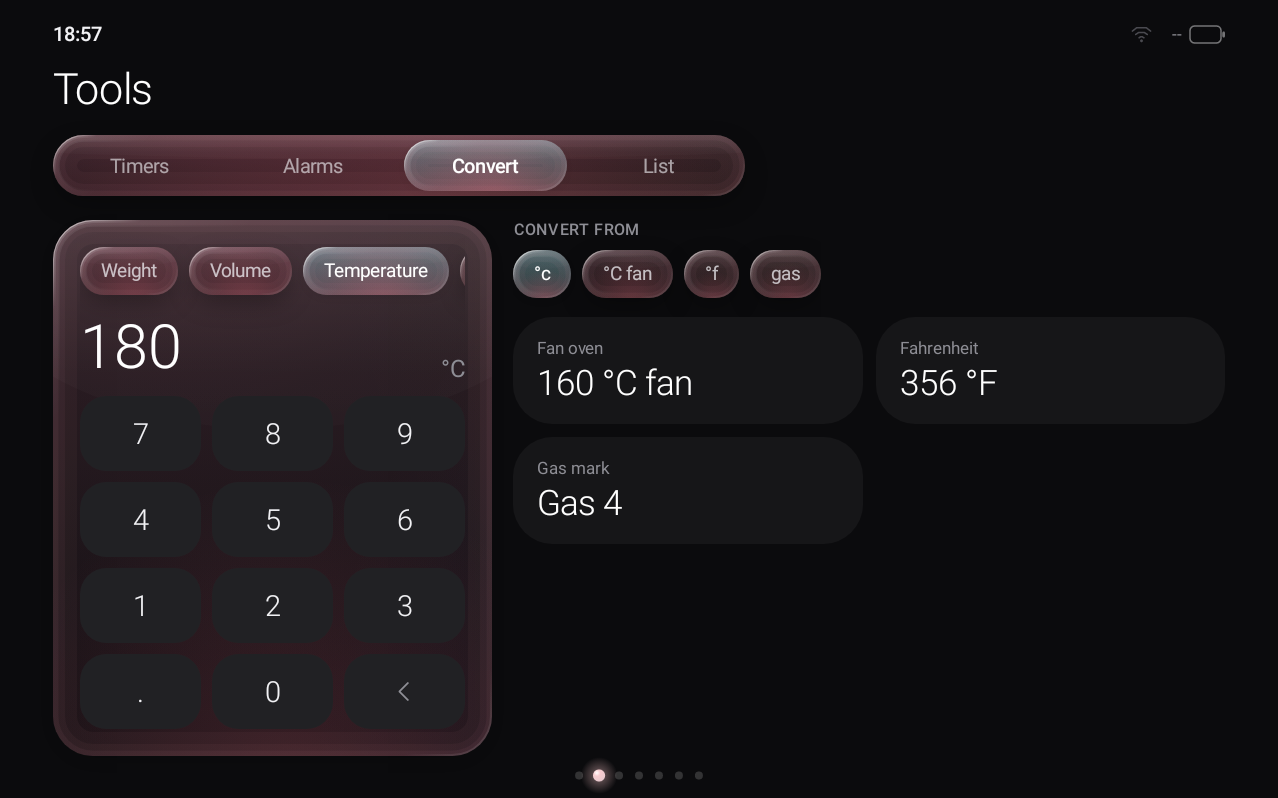 18:57
--
Tools
Timers Alarms Convert List
Weight Volume Temperature
180
°C
7 8 9
4 5 6
1 2 3
. 0
CONVERT FROM
°c °C fan °f gas
Fan oven
160 °C fan
Fahrenheit
356 °F
Gas mark
Gas 4